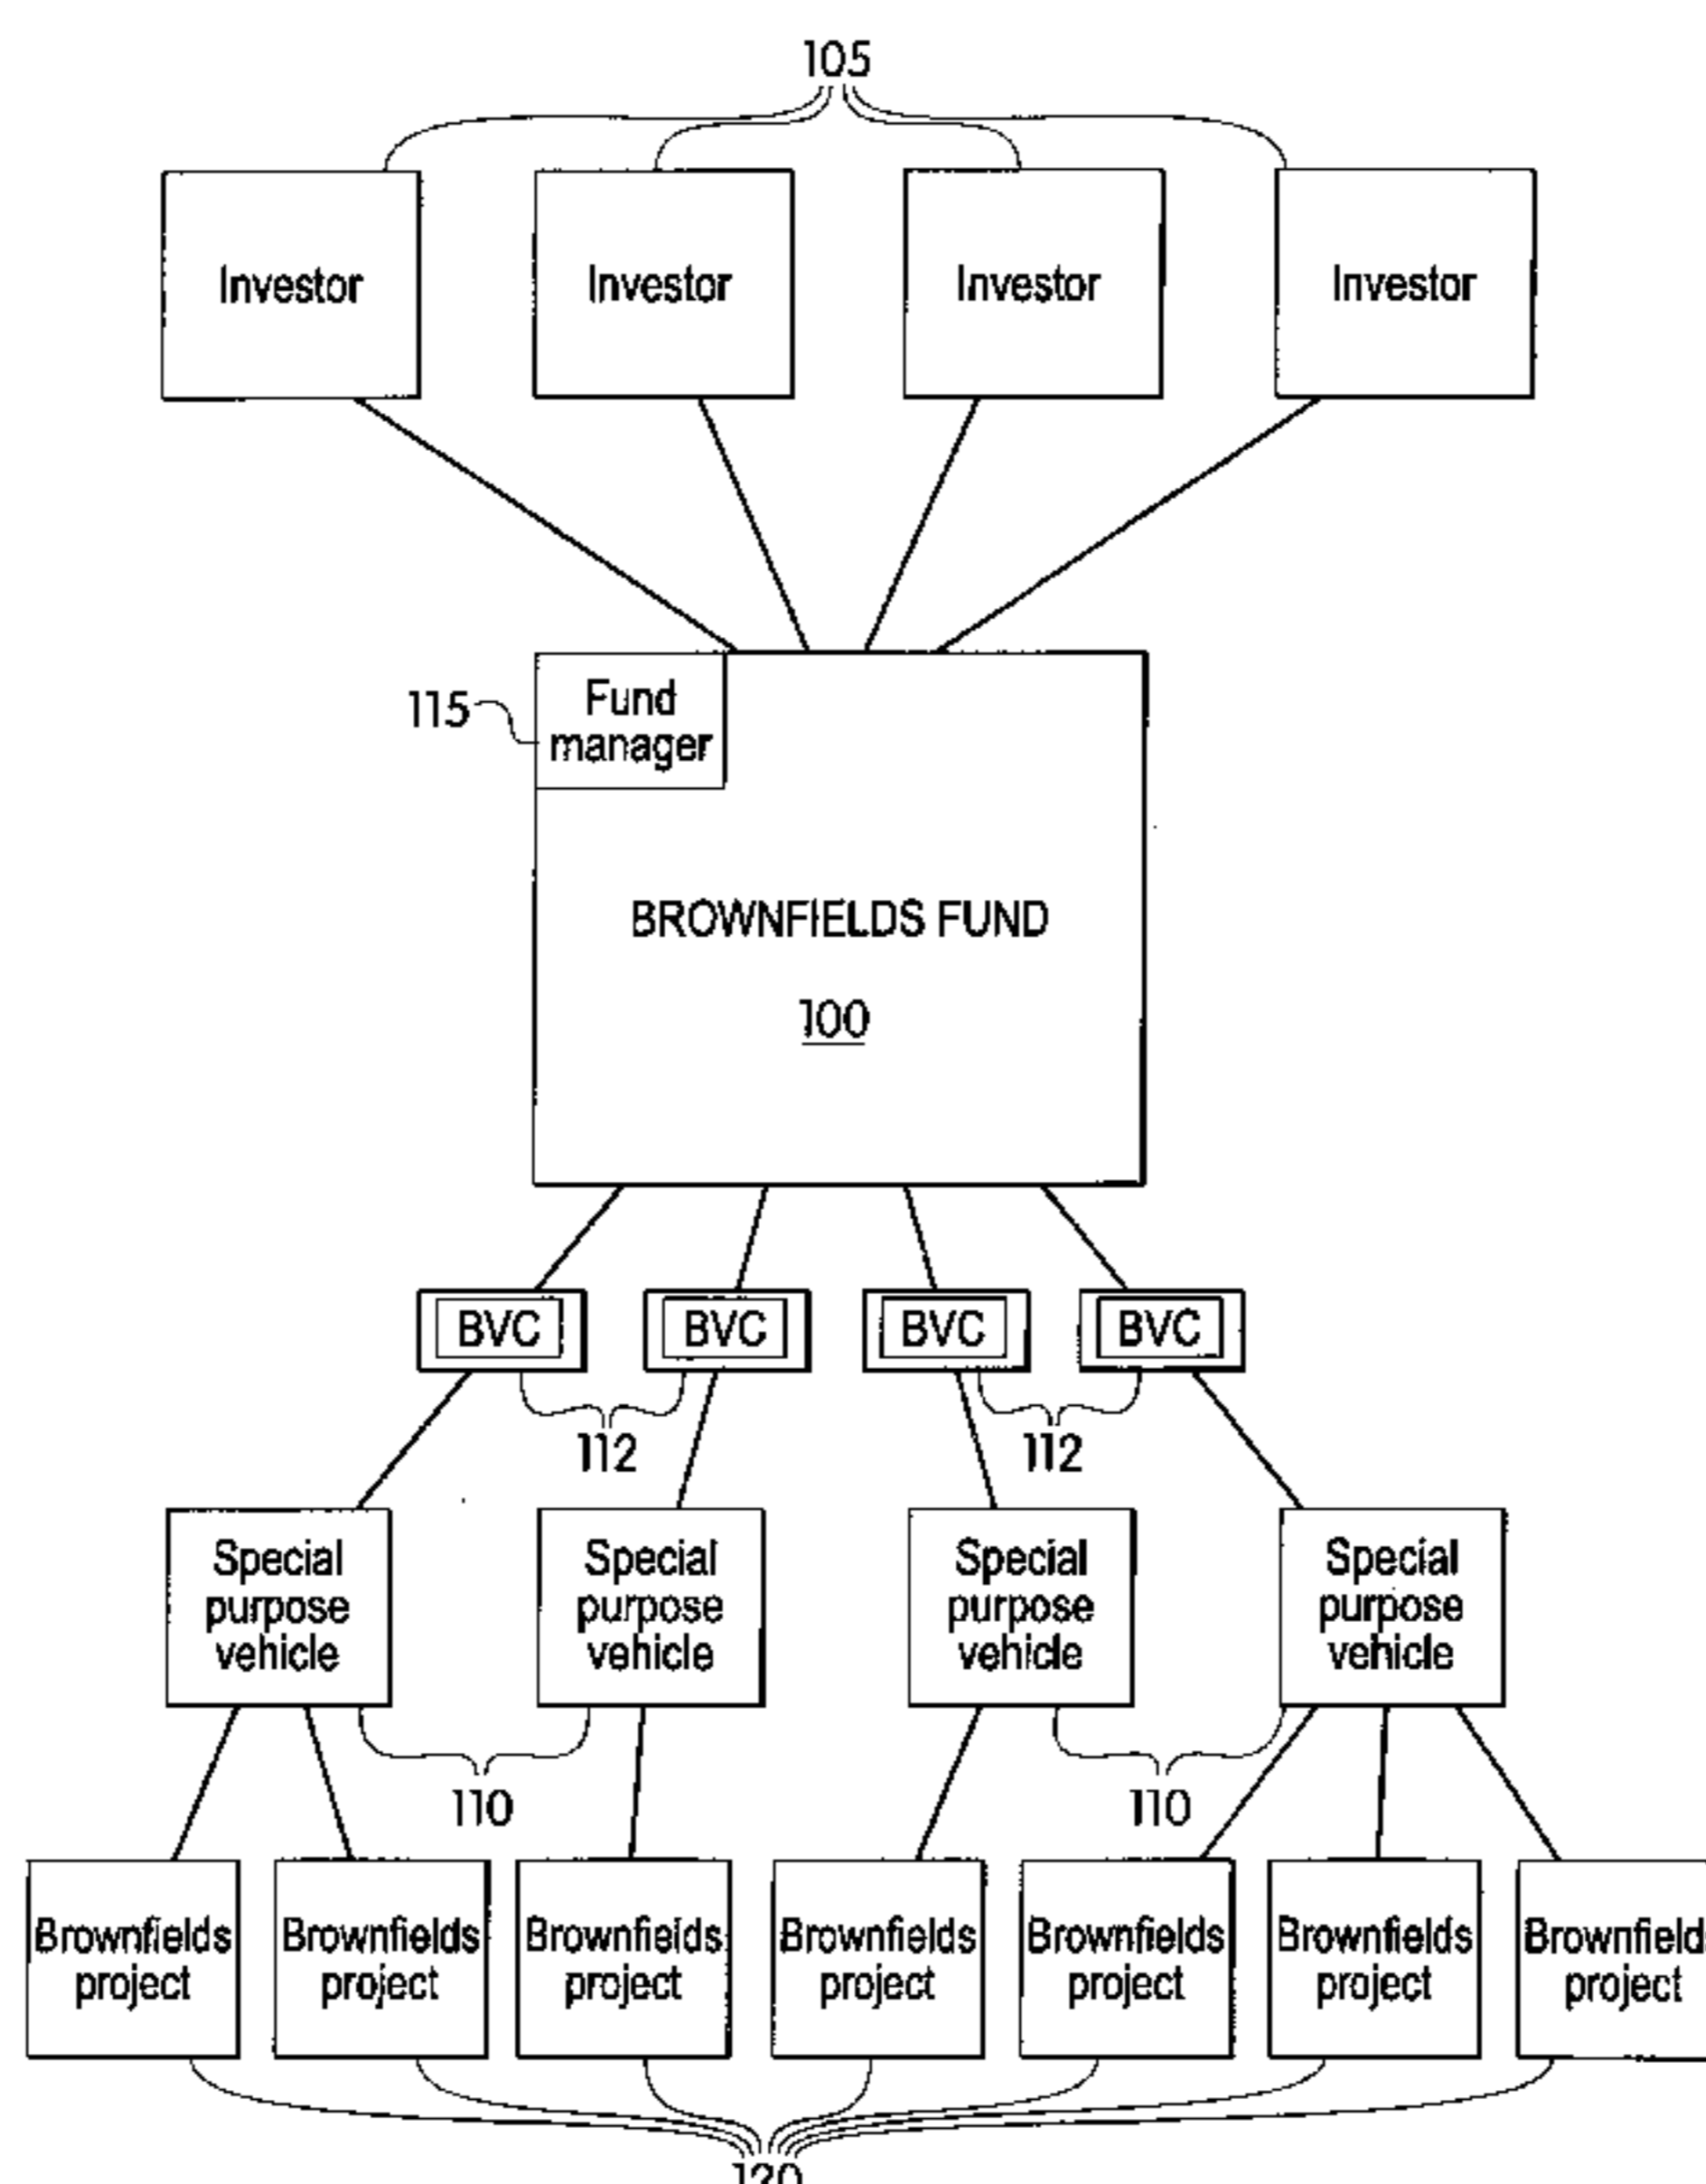 105
Investor
Investor
Investor
Investor
115
Fund
manager
BROWNFIELDS FUND
100
BVC
BVC
BVC
BVC
112
112
Special
purpose
vehicle
Special
purpose
vehicle
Special
purpose
vehicle
Special
purpose
vehicle
110
110
Brownfields
project
Brownfields
project
Brownfields
project
Brownfields
project
Brownfields
project
Brownfields
project
Brownfields
project
120